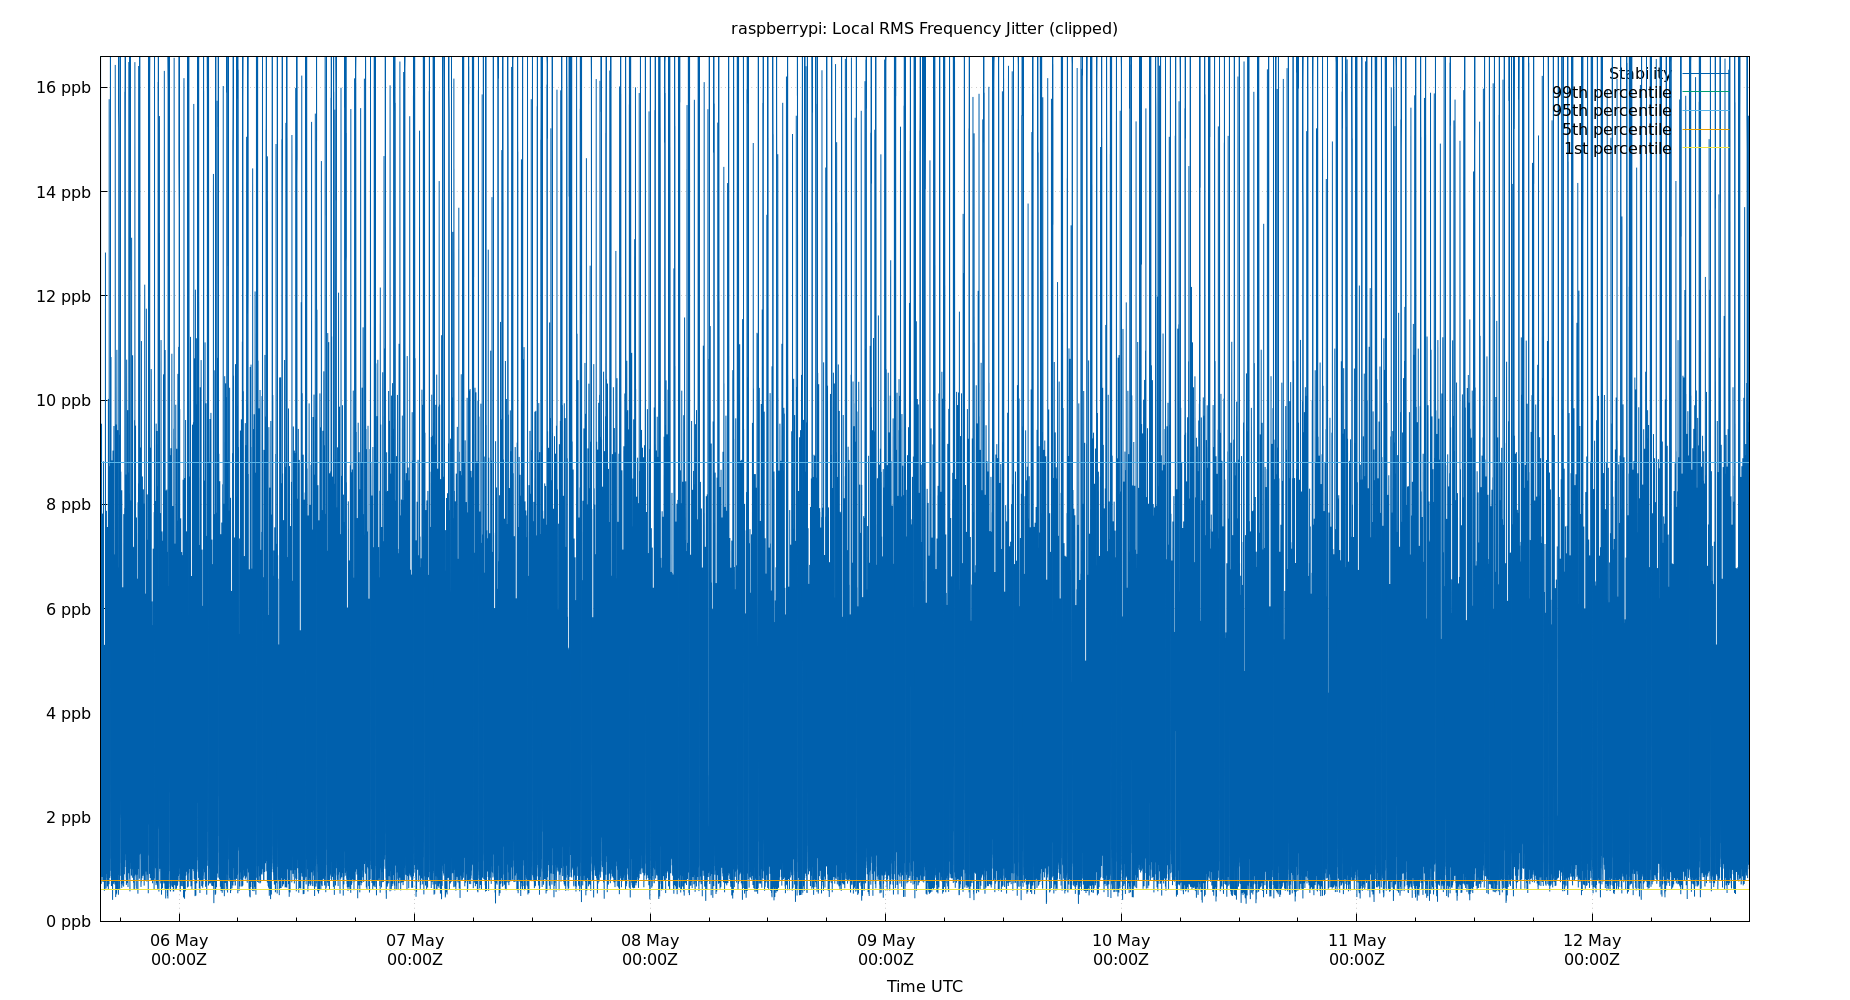 raspberrypi: Local RMS Frequency Jitter (clipped)
16 ppb
14 ppb
12 ppb
10 ppb
8 ppb
6 ppb
4 ppb
2 ppb
0 ppb
Stability
99th percentile
95th percentile
5th percentile
1st percentile
06 May
00:00Z
07 May
00:00Z
08 May
00:00Z
09 May
00:00Z
10 May
00:00Z
11 May
00:00Z
12 May
00:00Z
Time UTC